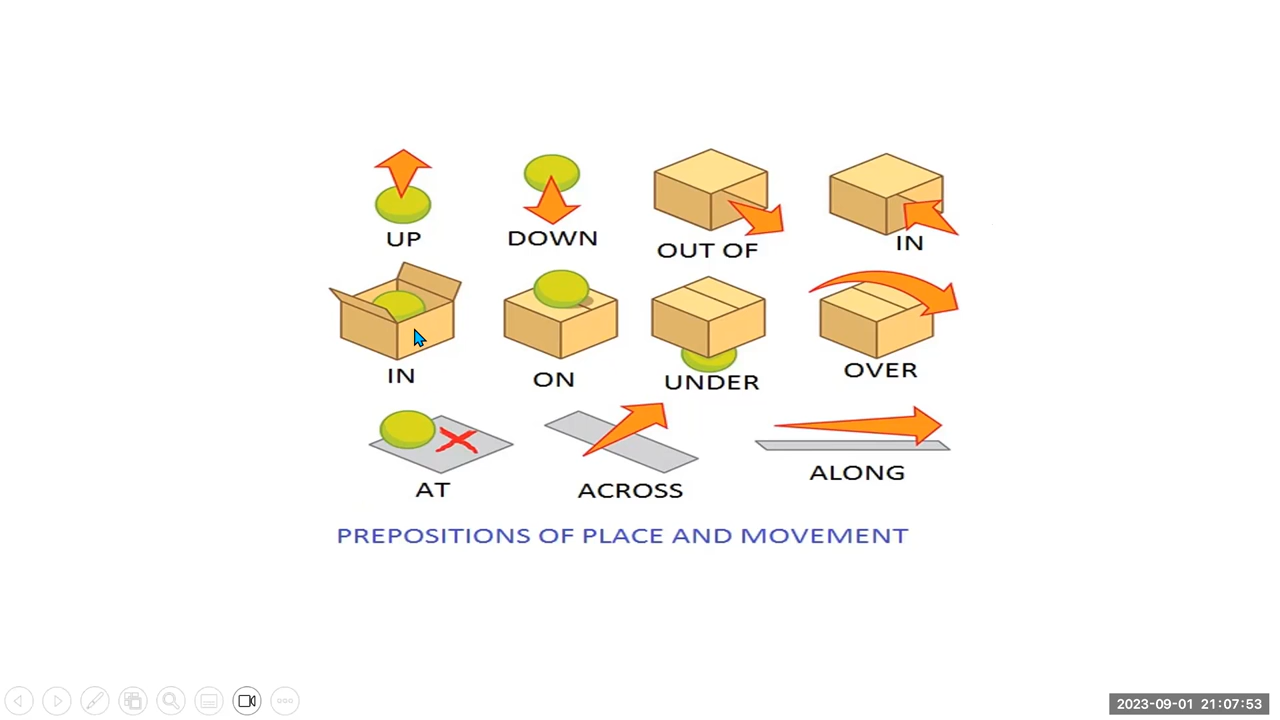 UP
DOWN
OUT OF
IN
IN
ON
UNDER
OVER
AT
ACROSS
ALONG
PREPOSITIONS OF PLACE AND MOVEMENT
2023-09-01 21:07:53